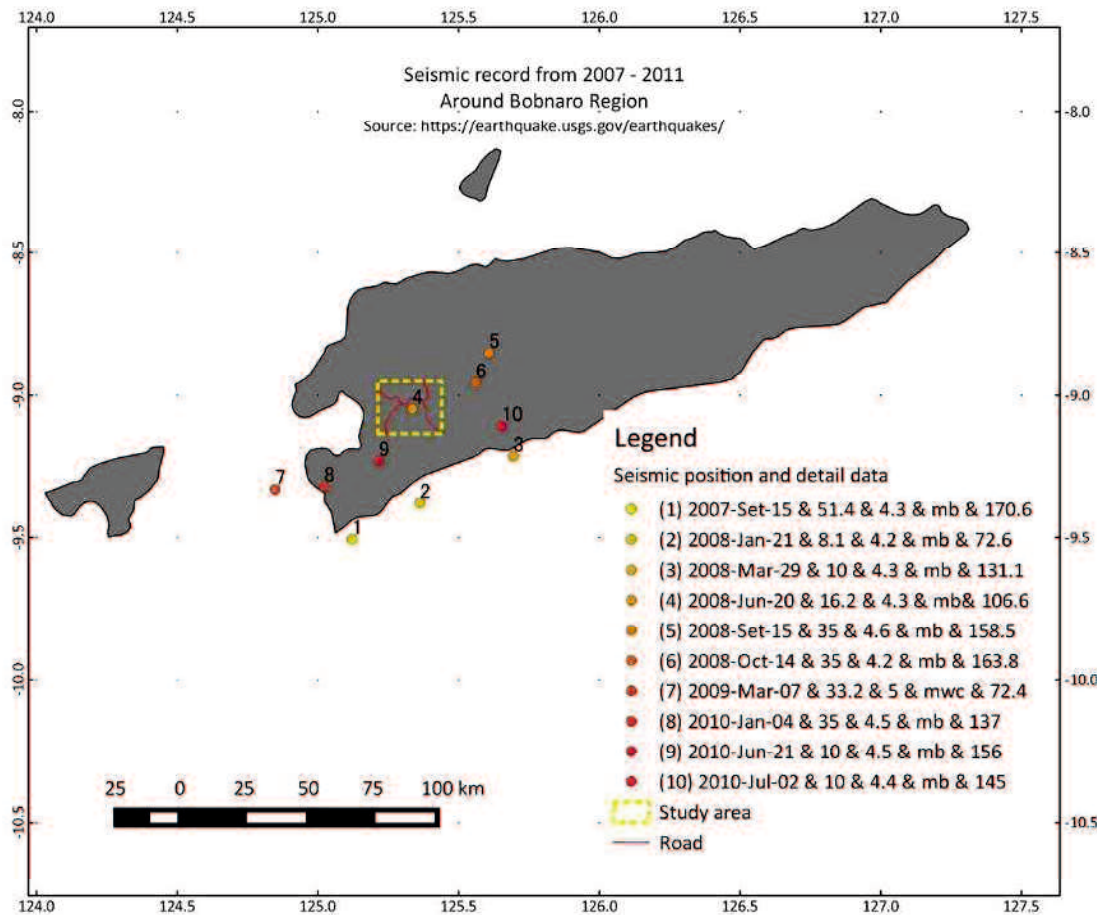 124.0 124.5 125.0 125.5 126.0 126.5 127.0 127.5
Seismic record from 2007 - 2011
Around Bobnaro Region
Source: https://earthquake.usgs.gov/earthquakes/
-8.0 -8.0
-8.5 -8.5
5
6
-9.0 -9.0
4
10
9
3
7
8
2
1
-9.5 -9.5
Legend
Seismic position and detail data
(1) 2007-Set-15 & 51.4 & 4.3 & mb & 170.6
(2) 2008-Jan-21 & 8.1 & 4.2 & mb & 72.6
(3) 2008-Mar-29 & 10 & 4.3 & mb & 131.1
(4) 2008-Jun-20 & 16.2 & 4.3 & mb& 106.6
(5) 2008-Set-15 & 35 & 4.6 & mb & 158.5
(6) 2008-Oct-14 & 35 & 4.2 & mb & 163.8
(7) 2009-Mar-07 & 33.2 & 5 & mwc & 72.4
(8) 2010-Jan-04 & 35 & 4.5 & mb & 137
(9) 2010-Jun-21 & 10 & 4.5 & mb & 156
(10) 2010-Jul-02 & 10 & 4.4 & mb & 145
Study area
Road
-10.0 -10.0
25 0 25 50 75 100 km
-10.5 -10.5
124.0 124.5 125.0 125.5 126.0 126.5 127.0 127.5